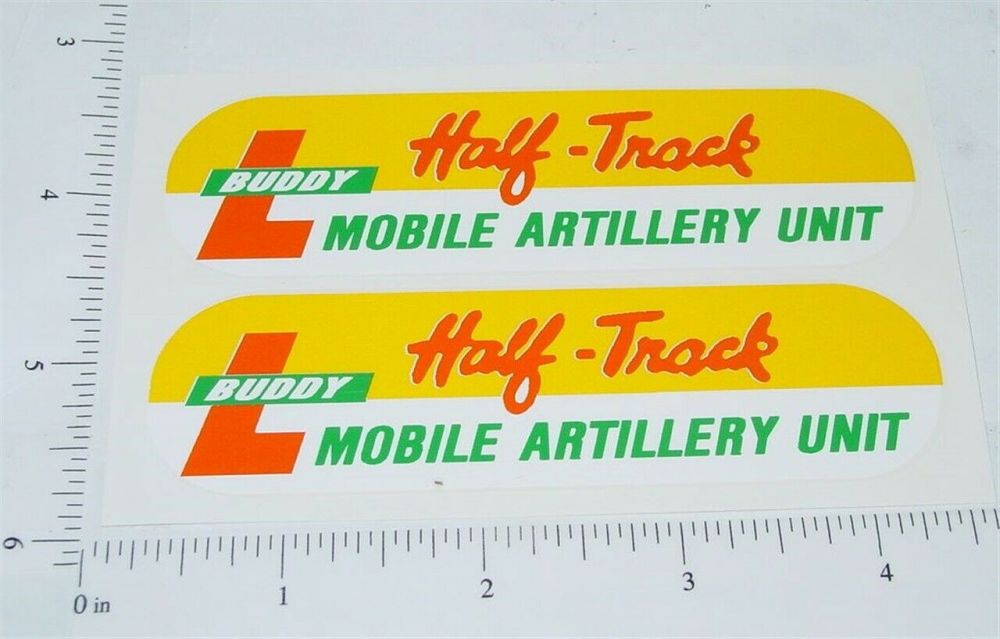 3
4
5
6
Half-Track
BUDDY
L
MOBILE ARTILLERY UNIT
Half-Track
BUDDY
L
MOBILE ARTILLERY UNIT
0 in
1
2
3
4